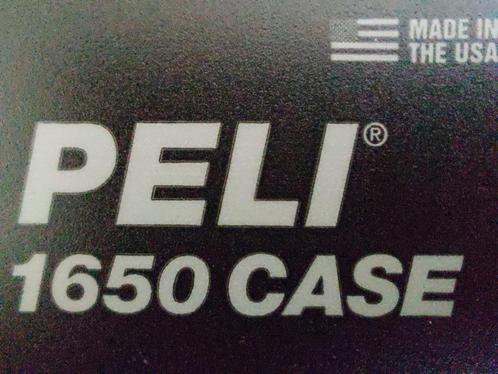 MADE IN
THE USA
PELI®
1650 CASE